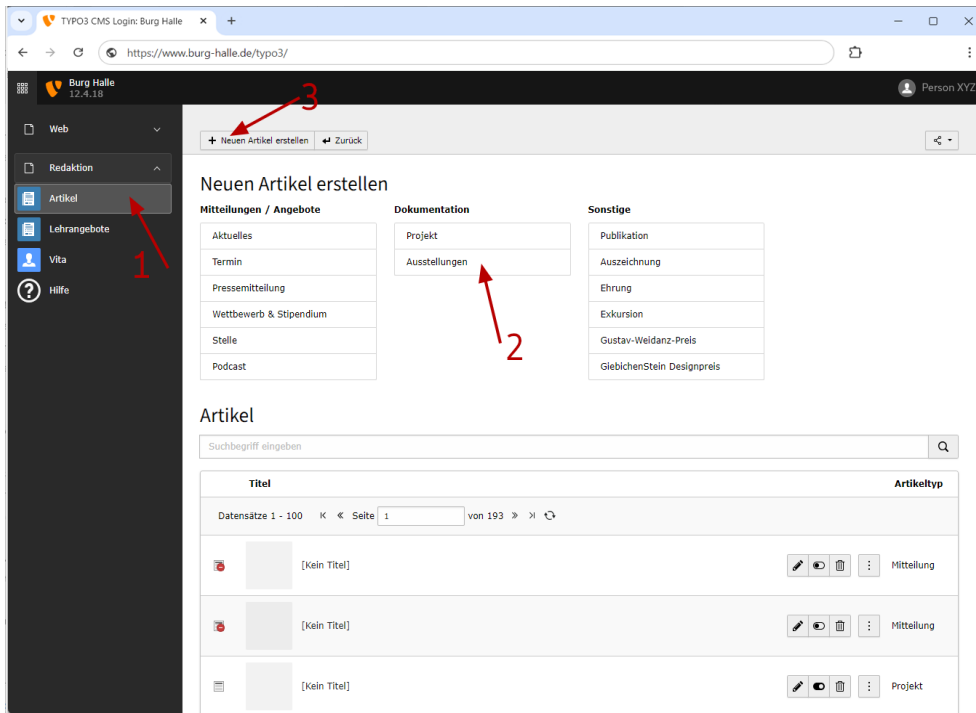 TYPO3 CMS Login: Burg Halle
https://www.burg-halle.de/typo3/
Burg Halle
12.4.18
Person XYZ
3
Web
Neuen Artikel erstellen
Zurück
Redaktion
Artikel
Lehrangebote
Vita
Hilfe
1
Neuen Artikel erstellen
Mitteilungen / Angebote
Aktuelles
Termin
Pressemitteilung
Wettbewerb & Stipendium
Stelle
Podcast
Dokumentation
Projekt
Ausstellungen
2
Sonstige
Publikation
Auszeichnung
Ehrung
Exkursion
Gustav-Weidanz-Preis
GiebichenStein Designpreis
Artikel
Suchbegriff eingeben
Titel Artikeltyp
Datensätze 1 - 100 Seite 1 von 193
[Kein Titel] Mitteilung
[Kein Titel] Mitteilung
[Kein Titel] Projekt